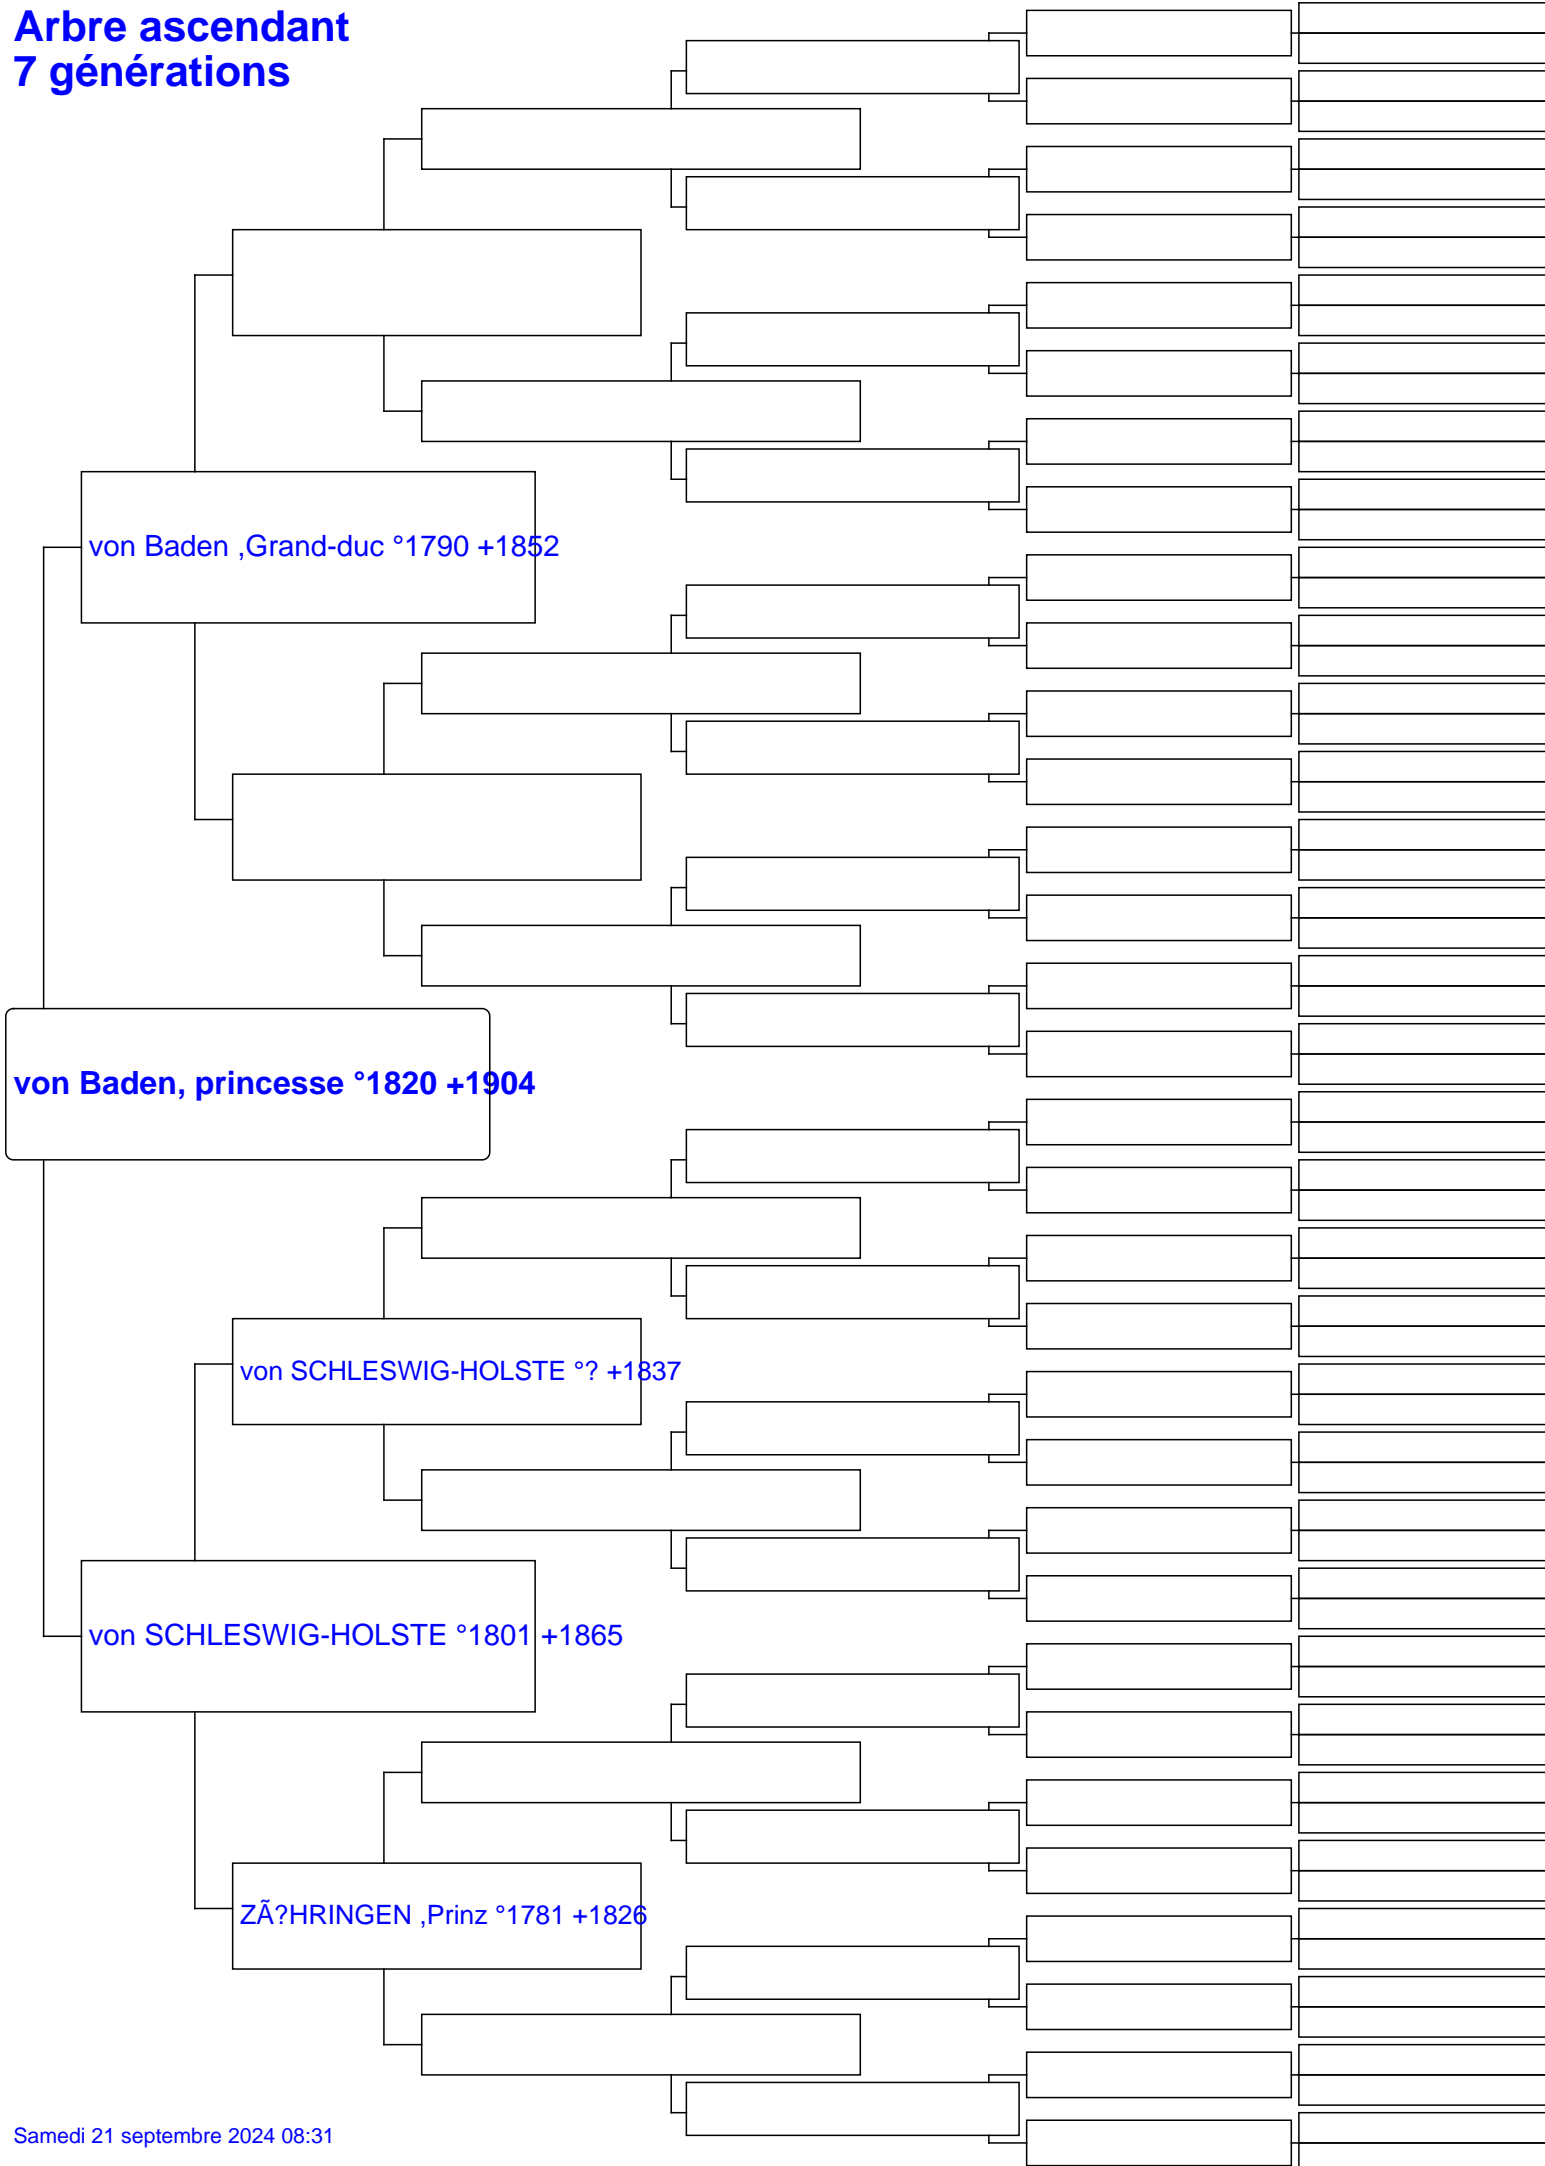 Arbre ascendant
7 générations
von Baden ,Grand-duc °1790 +1852
von Baden, princesse °1820 +1904
von SCHLESWIG-HOLSTE °? +1837
von SCHLESWIG-HOLSTE °1801 +1865
ZÃ?HRINGEN ,Prinz °1781 +1826
Samedi 21 septembre 2024 08:31